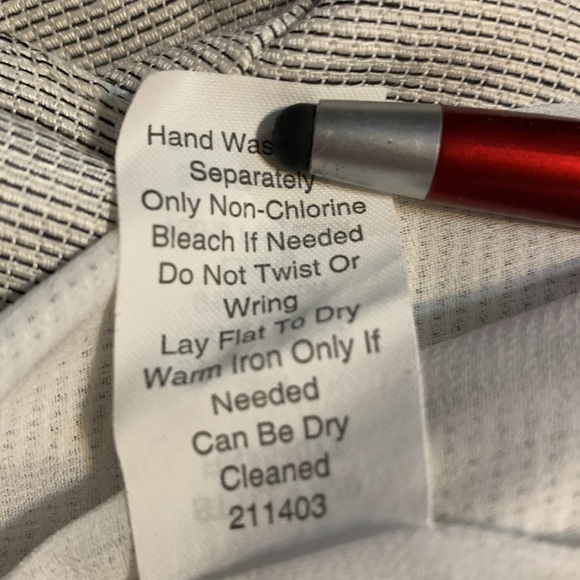 Hand Was
Separately
Only Non-Chlorine
Bleach If Needed
Do Not Twist Or
Wring
Lay Flat To Dry
Warm Iron Only If
Needed
Can Be Dry
Cleaned
211403